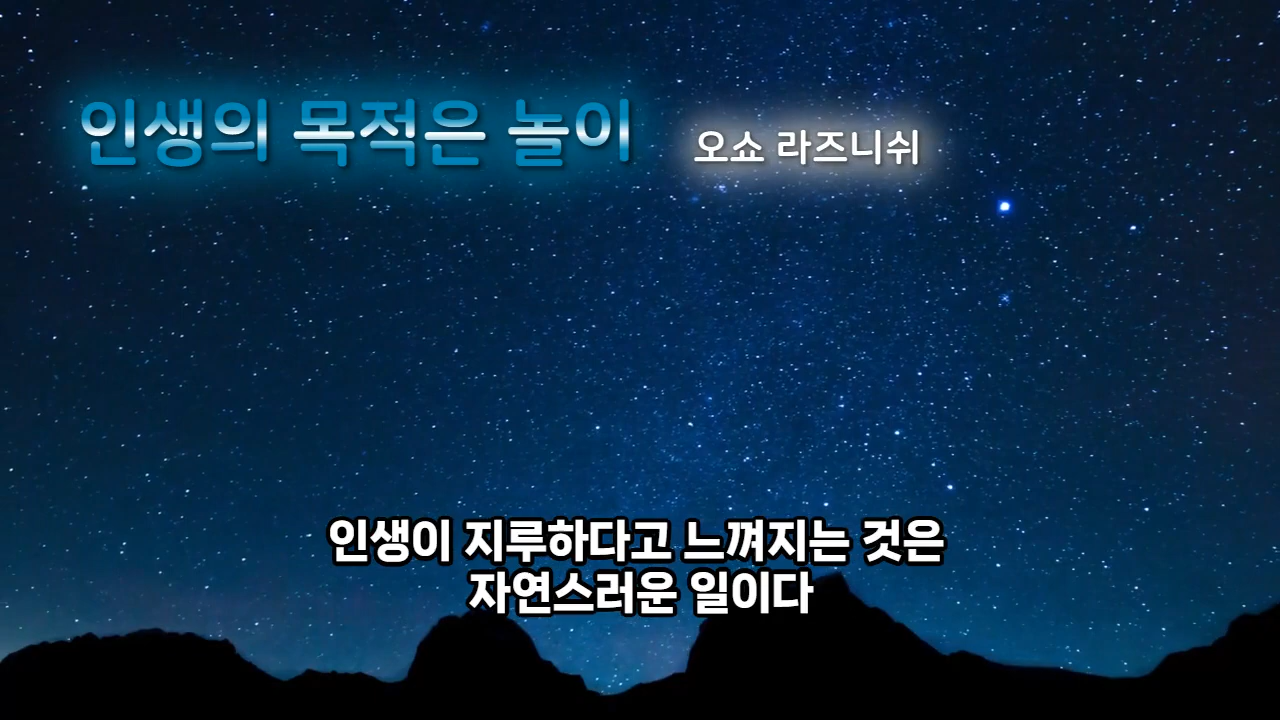 인생의 목적은 놀이
오쇼 라즈니쉬
인생이 지루하다고 느껴지는 것은
자연스러운 일이다